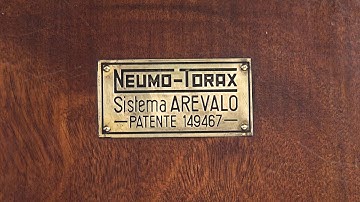 NEUMO-TORAX
Sistema AREVALO
—PATENTE 149467—